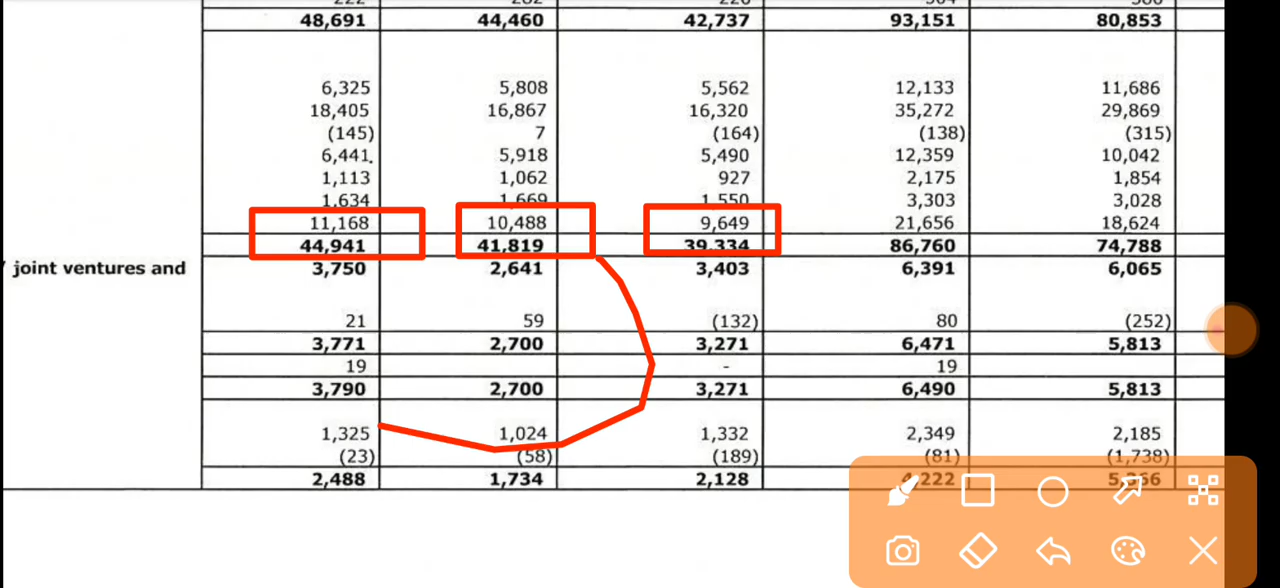 48,691 44,460 42,737 93,151 80,853
6,325 5,808 5,562 12,133 11,686
18,405 16,867 16,320 35,272 29,869
(145) 7 (164) (138) (315)
6,441 5,918 5,490 12,359 10,042
1,113 1,062 927 2,175 1,854
1,634 1,669 1,550 3,303 3,028
11,168 10,488 9,649 21,656 18,624
44,941 41,819 39,334 86,760 74,788
joint ventures and 3,750 2,641 3,403 6,391 6,065
21 59 (132) 80 (252)
3,771 2,700 3,271 6,471 5,813
19 - 19
3,790 2,700 3,271 6,490 5,813
1,325 1,024 1,332 2,349 2,185
(23) (58) (189) (81) (1,738)
2,488 1,734 2,128 4,222 5,366